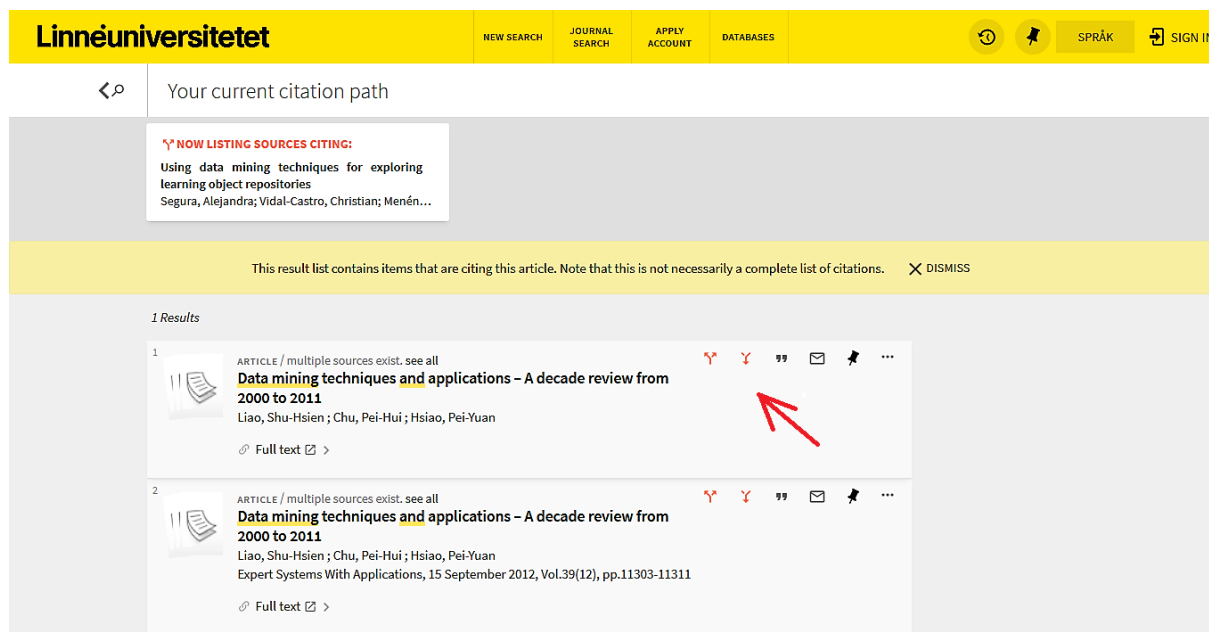 Linnéuniversitetet
NEW SEARCH
JOURNAL
SEARCH
APPLY
ACCOUNT
DATABASES
SPRÅK
SIGN IN
Your current citation path
NOW LISTING SOURCES CITING:
Using data mining techniques for exploring
learning object repositories
Segura, Alejandra; Vidal-Castro, Christian; Menén...
This result list contains items that are citing this article. Note that this is not necessarily a complete list of citations.
DISMISS
1 Results
1
ARTICLE / multiple sources exist. see all
Data mining techniques and applications – A decade review from
2000 to 2011
Liao, Shu-Hsien ; Chu, Pei-Hui ; Hsiao, Pei-Yuan
Full text
2
ARTICLE / multiple sources exist. see all
Data mining techniques and applications – A decade review from
2000 to 2011
Liao, Shu-Hsien ; Chu, Pei-Hui ; Hsiao, Pei-Yuan
Expert Systems With Applications, 15 September 2012, Vol.39(12), pp.11303-11311
Full text